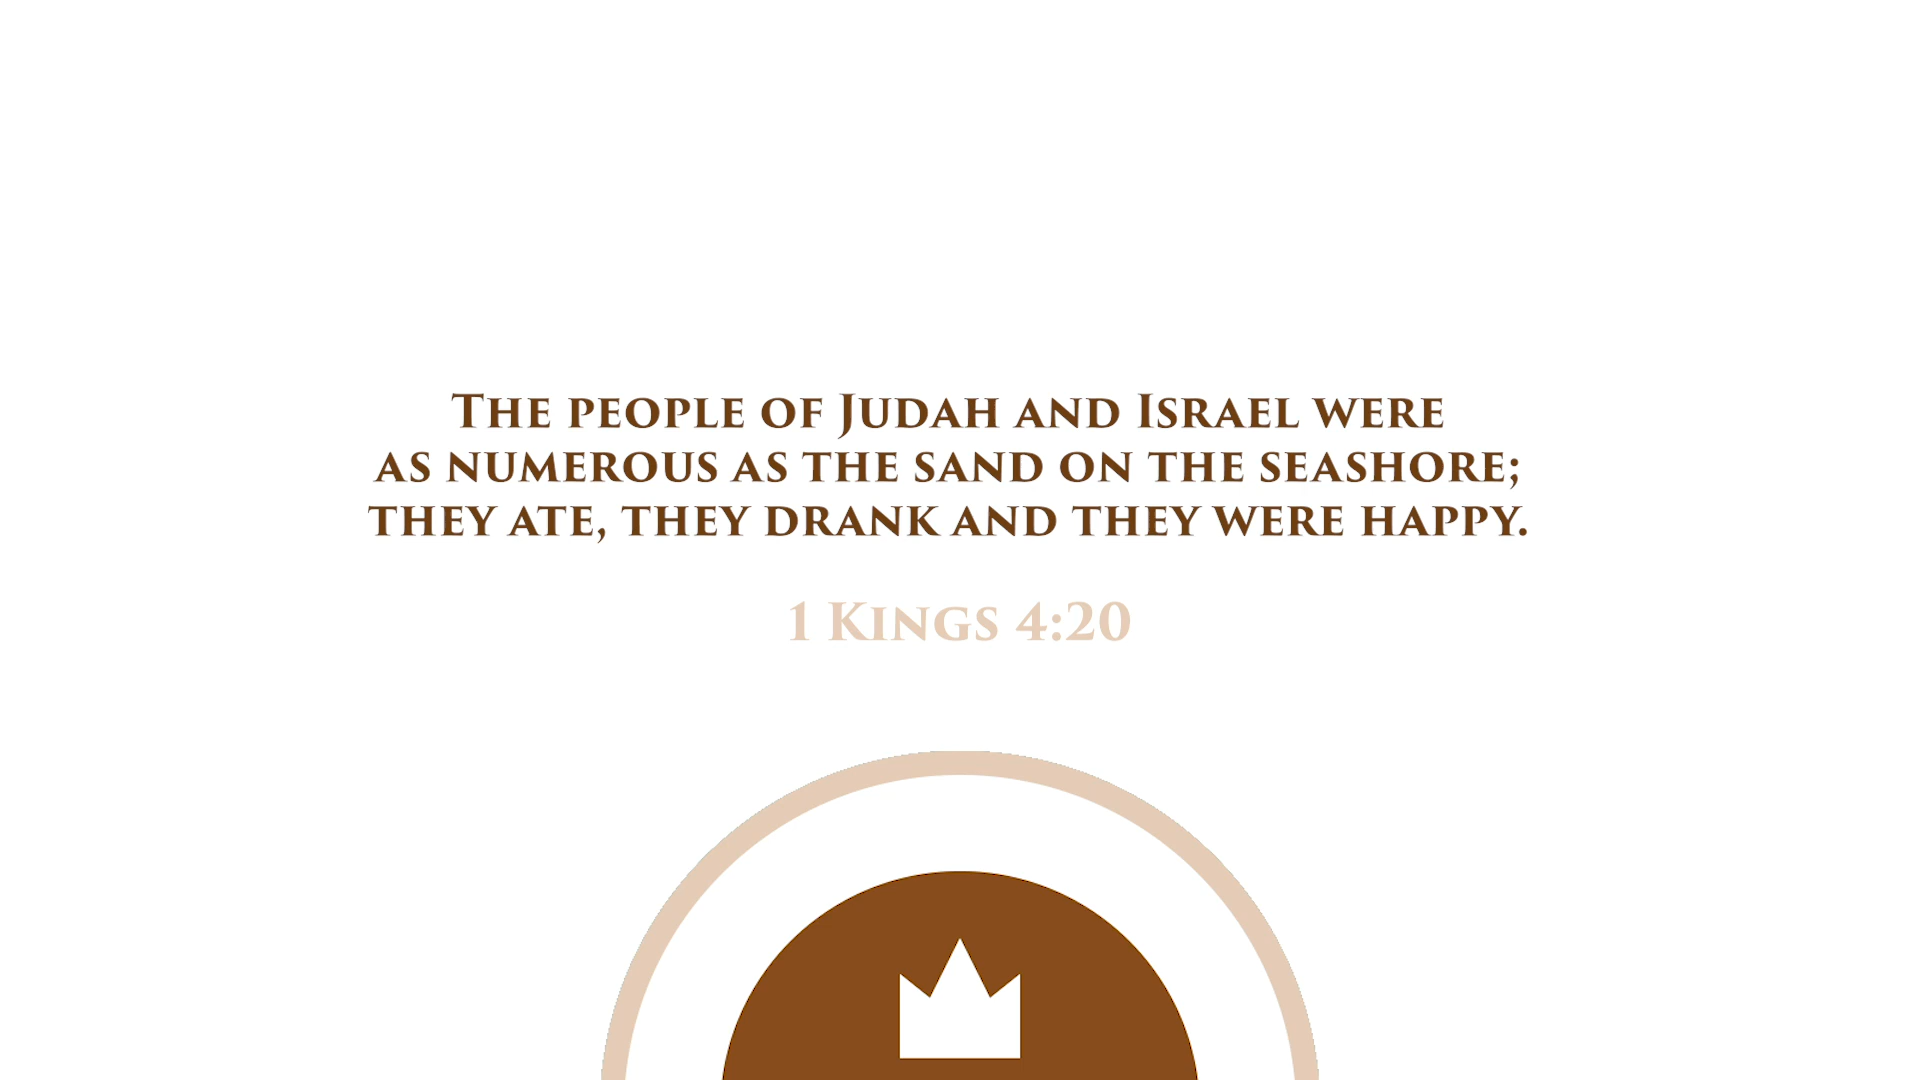 The people of Judah and Israel were
as numerous as the sand on the seashore;
they ate, they drank and they were happy.
1 Kings 4:20